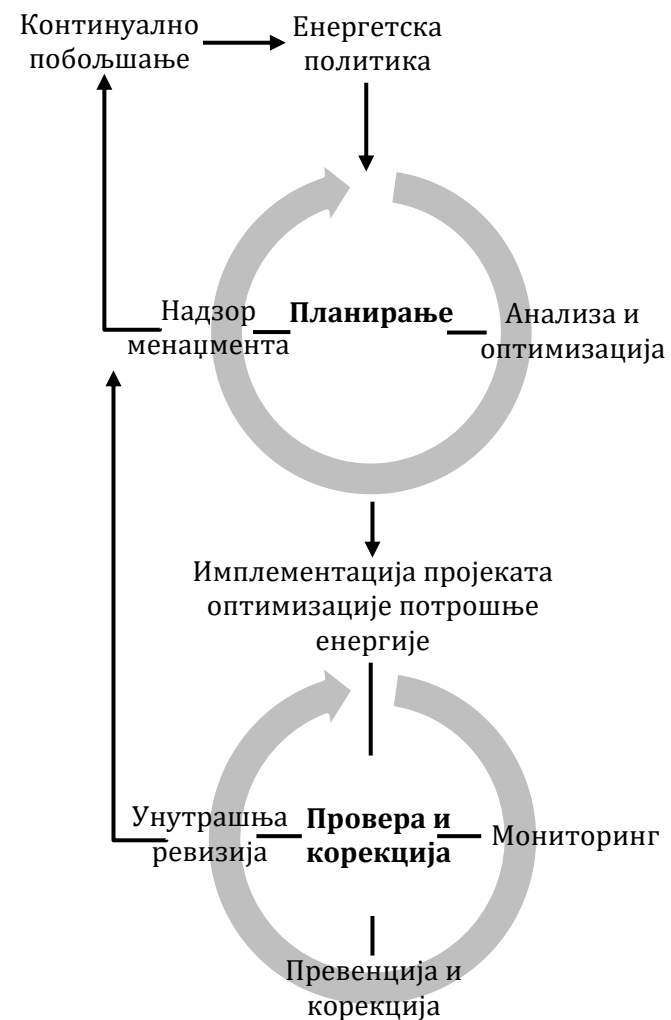 Континуално
побољшање
Енергетска
политика
Надзор
менаџмента
Планирање
Анализа и
оптимизација
Имплементација пројеката
оптимизације потрошње
енергије
Унутрашња
ревизија
Провера и
корекција
Мониторинг
Превенција и
корекција